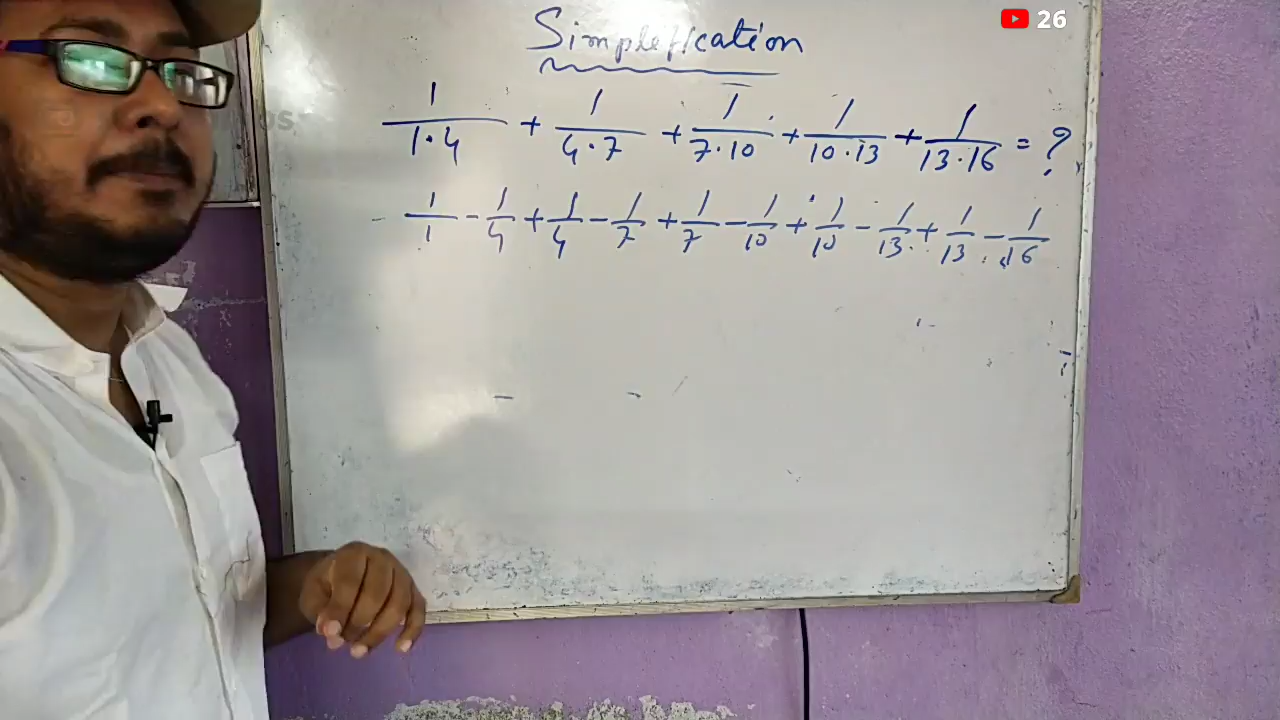 26
Simplification
1/(1·4) + 1/(4·7) + 1/(7·10) + 1/(10·13) + 1/(13·16) = ?
1/1 - 1/4 + 1/4 - 1/7 + 1/7 - 1/10 + 1/10 - 1/13 + 1/13 - 1/16